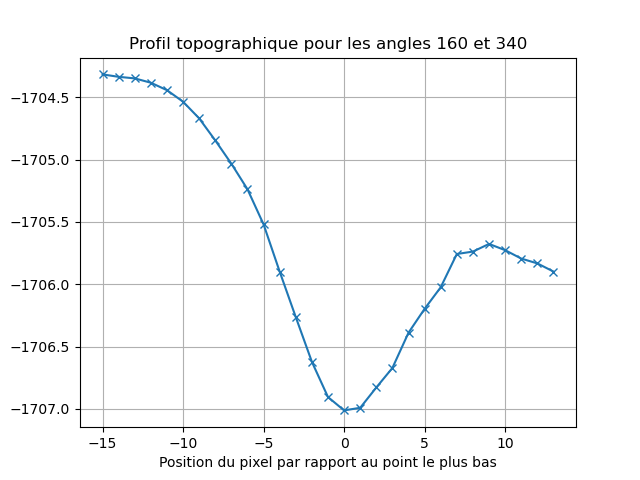 Profil topographique pour les angles 160 et 340
−1704.5
−1705.0
−1705.5
−1706.0
−1706.5
−1707.0
−15 −10 −5 0 5 10
Position du pixel par rapport au point le plus bas